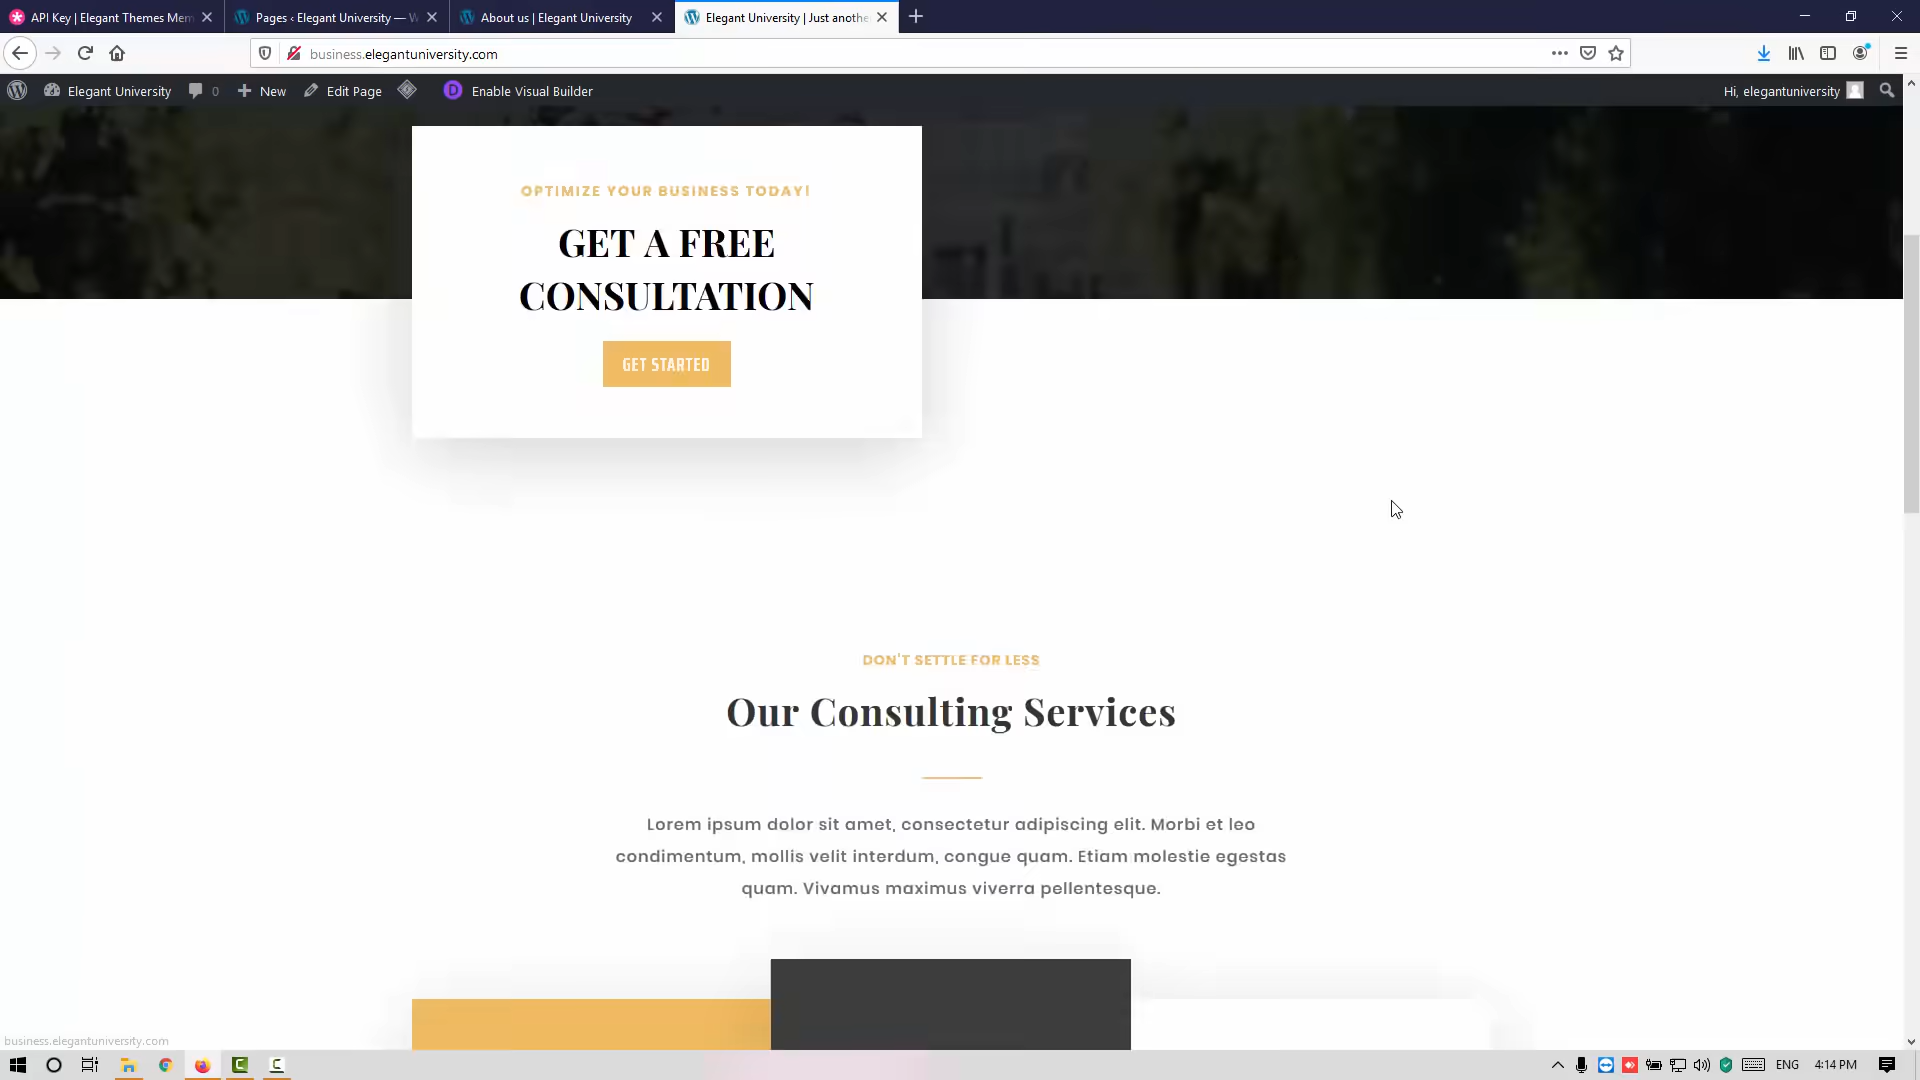 API Key | Elegant Themes Mem
Pages ‹ Elegant University — W
About us | Elegant University
Elegant University | Just anothe
business.elegantuniversity.com
Elegant University
0
New
Edit Page
D
Enable Visual Builder
Hi, elegantuniversity
OPTIMIZE YOUR BUSINESS TODAY!
GET A FREE
CONSULTATION
GET STARTED
DON'T SETTLE FOR LESS
Our Consulting Services
Lorem ipsum dolor sit amet, consectetur adipiscing elit. Morbi et leo
condimentum, mollis velit interdum, congue quam. Etiam molestie egestas
quam. Vivamus maximus viverra pellentesque.
business.elegantuniversity.com
ENG
4:14 PM